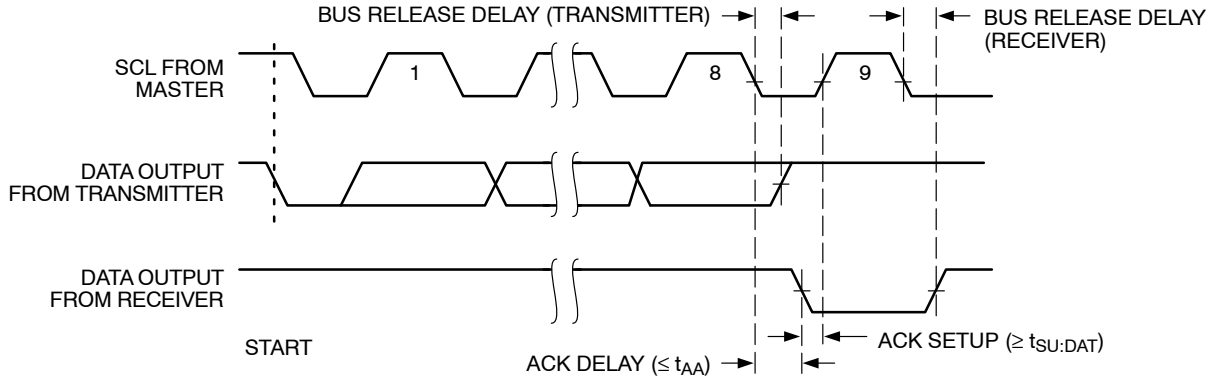 BUS RELEASE DELAY (TRANSMITTER)
BUS RELEASE DELAY
(RECEIVER)
SCL FROM
MASTER
1
8
9
DATA OUTPUT
FROM TRANSMITTER
DATA OUTPUT
FROM RECEIVER
START
ACK SETUP (≥ tSU:DAT)
ACK DELAY (≤ tAA)